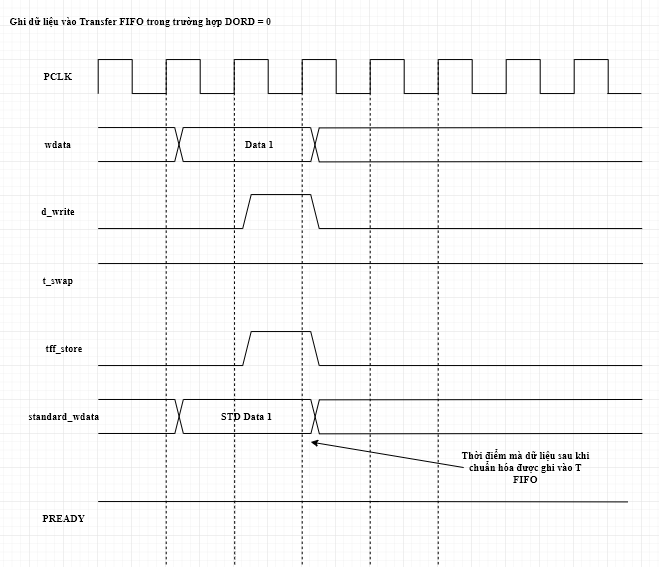 Ghi dữ liệu vào Transfer FIFO trong trường hợp DORD = 0
PCLK
wdata
Data 1
d_write
t_swap
tff_store
standard_wdata
STD Data 1
Thời điểm mà dữ liệu sau khi
chuẩn hóa được ghi vào T
FIFO
PREADY